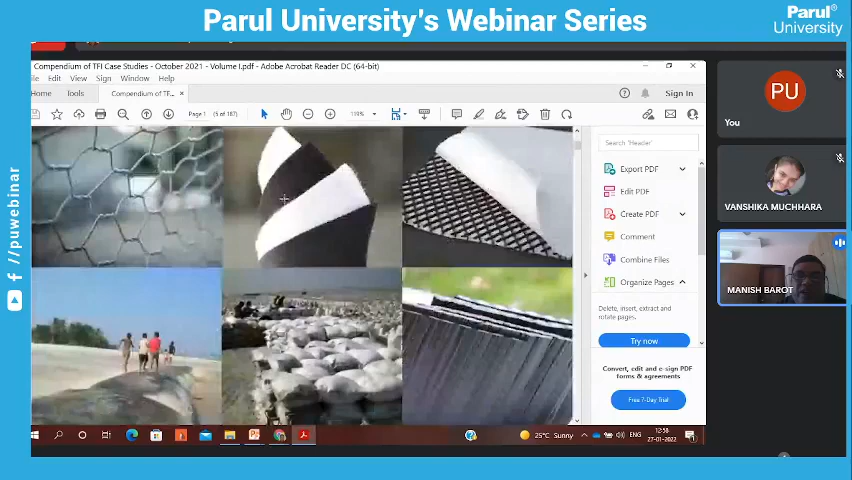 Parul University's Webinar Series
Parul®
University
Compendium of TFI Case Studies - October 2021 - Volume I.pdf - Adobe Acrobat Reader DC (64-bit)
Edit View Sign Window Help
Home Tools Compendium of TF... ×
Sign In
Page 1 (5 of 187)
119%
Search 'Header'
Export PDF
Edit PDF
Create PDF
Comment
Combine Files
Organize Pages
Delete, insert, extract and
rotate pages.
Try now
Convert, edit and e-sign PDF
forms & agreements
Free 7-Day Trial
PU
You
VANSHIKA MUCHHARA
MANISH BAROT
/puwebinar
25°C Sunny
ENG
12:58
27-01-2022